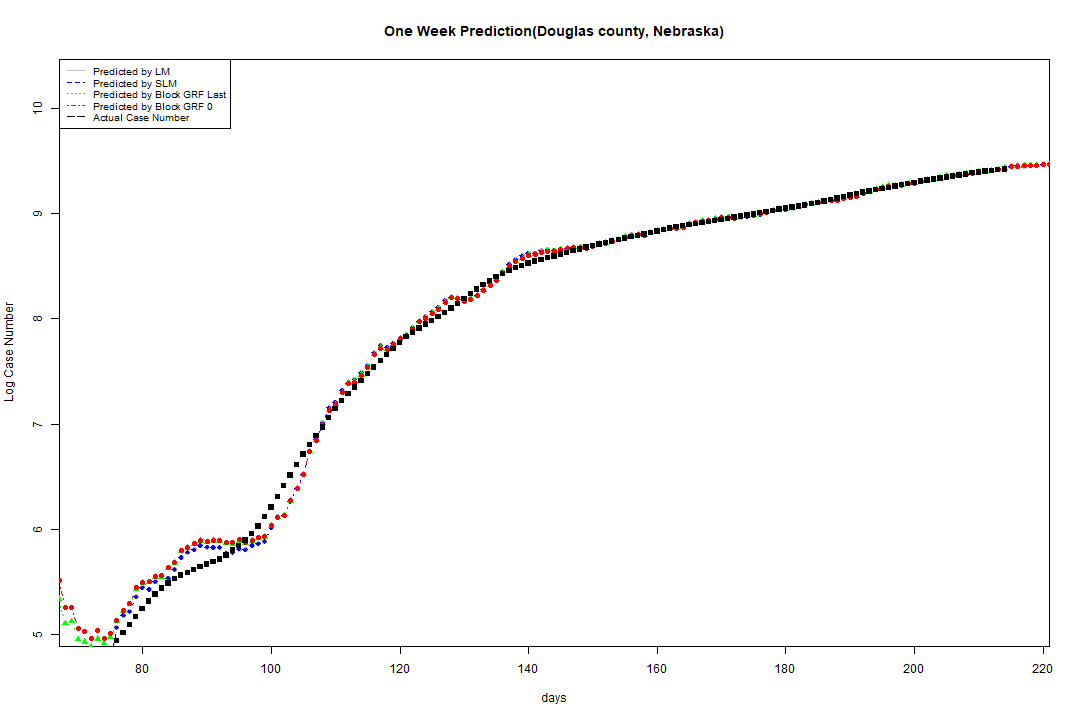 One Week Prediction(Douglas county, Nebraska)
Predicted by LM
Predicted by SLM
Predicted by Block GRF Last
Predicted by Block GRF 0
Actual Case Number
10
9
8
7
6
5
Log Case Number
80 100 120 140 160 180 200 220
days